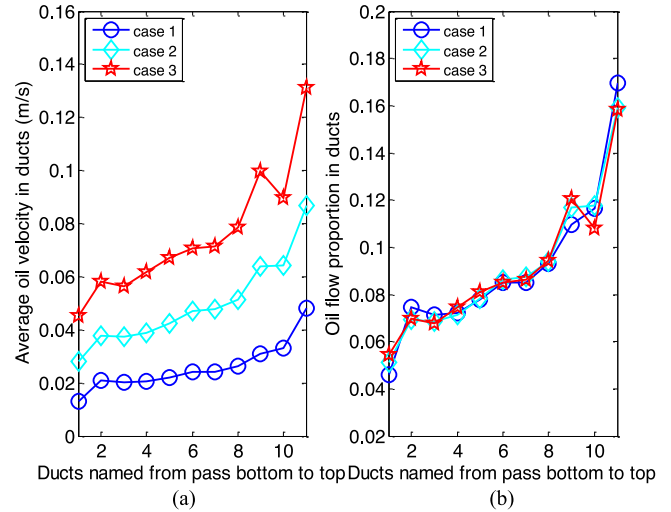 case 1
case 2
case 3
0.16
0.14
0.12
0.1
0.08
0.06
0.04
0.02
0
Average oil velocity in ducts (m/s)
2 4 6 8 10
Ducts named from pass bottom to top
(a)
case 1
case 2
case 3
0.2
0.18
0.16
0.14
0.12
0.1
0.08
0.06
0.04
0.02
Oil flow proportion in ducts
2 4 6 8 10
Ducts named from pass bottom to top
(b)